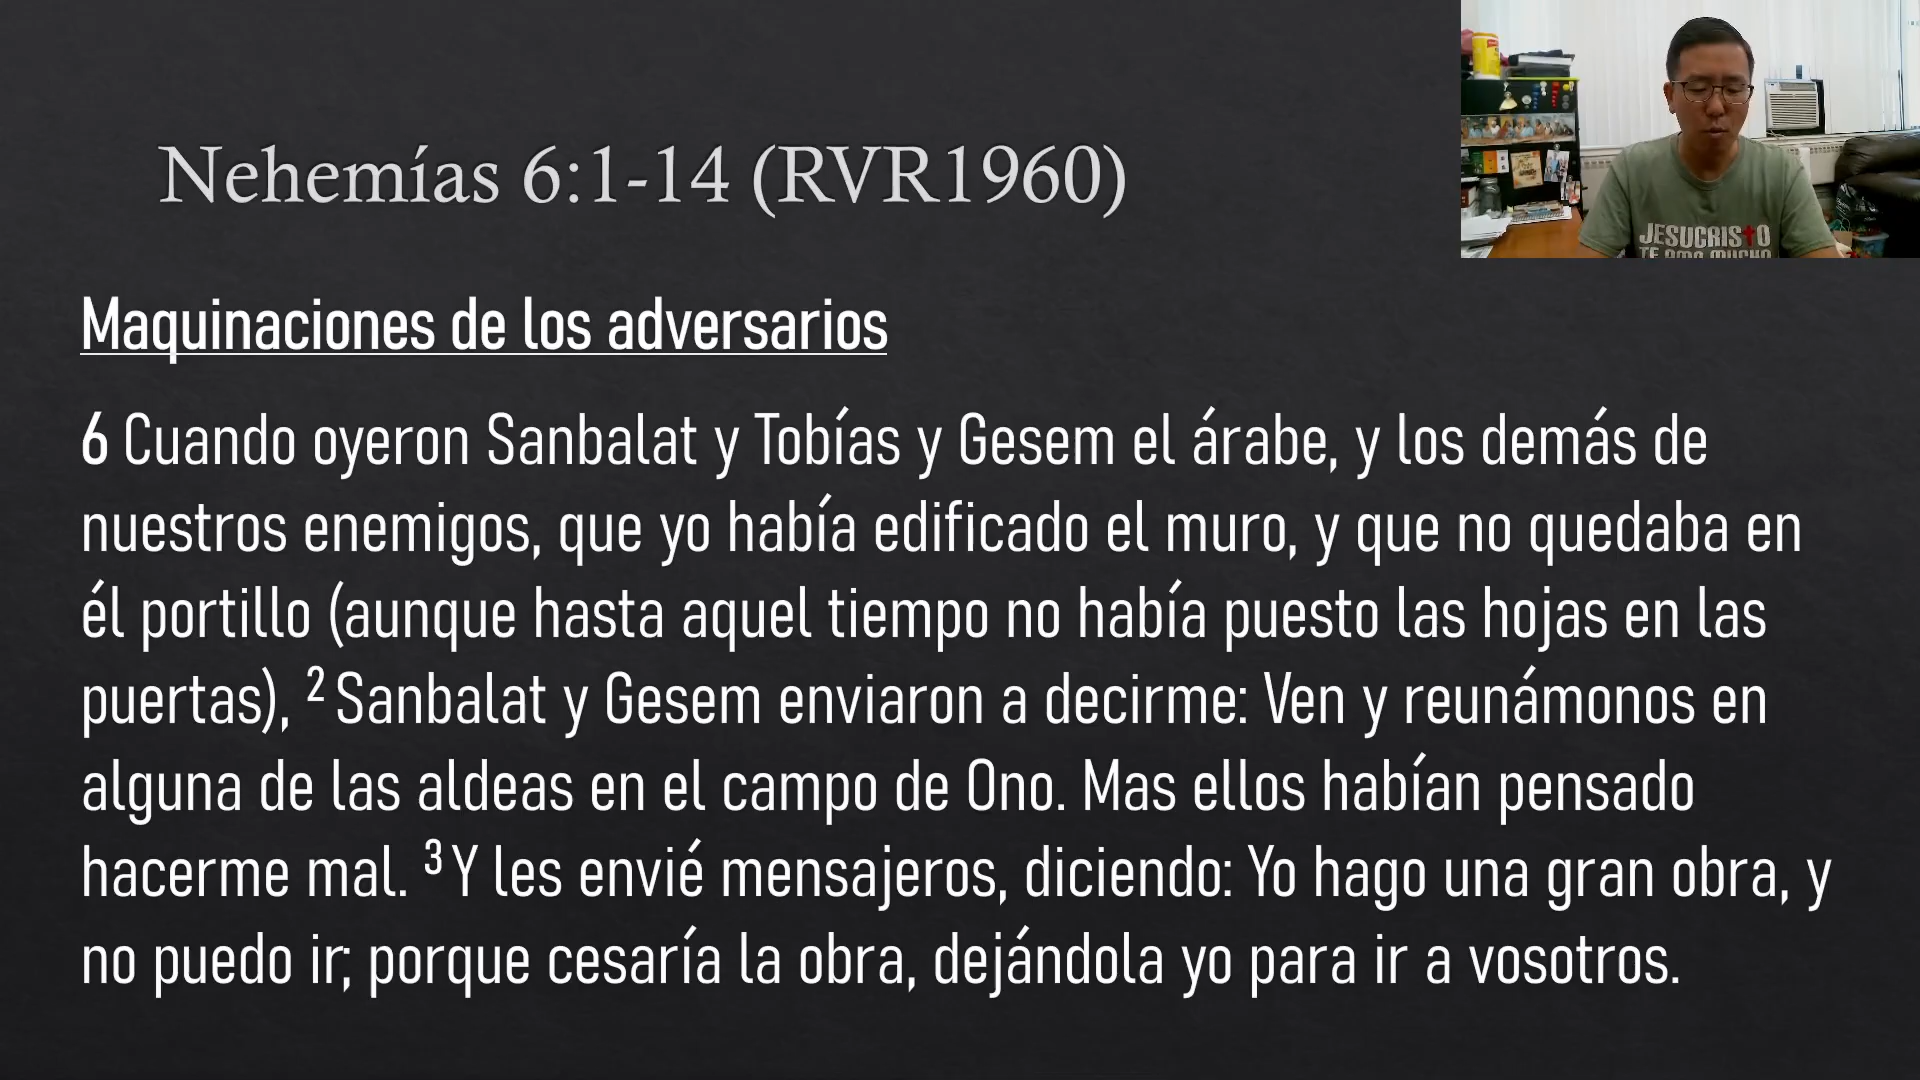 Nehemías 6:1-14 (RVR1960)
JESUCRISTO
TE AMA MUCHO
Maquinaciones de los adversarios
6 Cuando oyeron Sanbalat y Tobías y Gesem el árabe, y los demás de
nuestros enemigos, que yo había edificado el muro, y que no quedaba en
él portillo (aunque hasta aquel tiempo no había puesto las hojas en las
puertas), ² Sanbalat y Gesem enviaron a decirme: Ven y reunámonos en
alguna de las aldeas en el campo de Ono. Mas ellos habían pensado
hacerme mal. ³ Y les envié mensajeros, diciendo: Yo hago una gran obra, y
no puedo ir; porque cesaría la obra, dejándola yo para ir a vosotros.